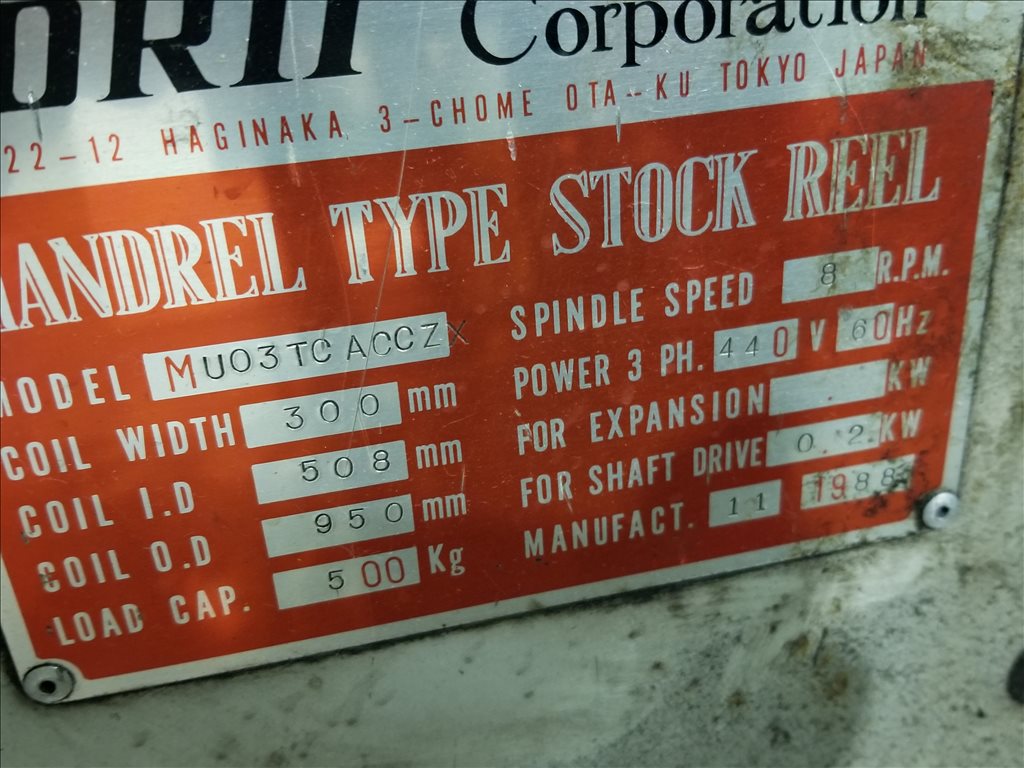 Corporation
22-12 HAGINAKA 3-CHOME OTA-KU TOKYO JAPAN
ANDREL TYPE STOCK REEL
MODEL MU03TCACCZX
COIL WIDTH 300 mm
COIL I.D 508 mm
COIL O.D 950 mm
LOAD CAP. 500 Kg
SPINDLE SPEED 8 R.P.M.
POWER 3 PH. 440 V 60Hz
FOR EXPANSION KW
FOR SHAFT DRIVE 0.2 KW
MANUFACT. 11 1988